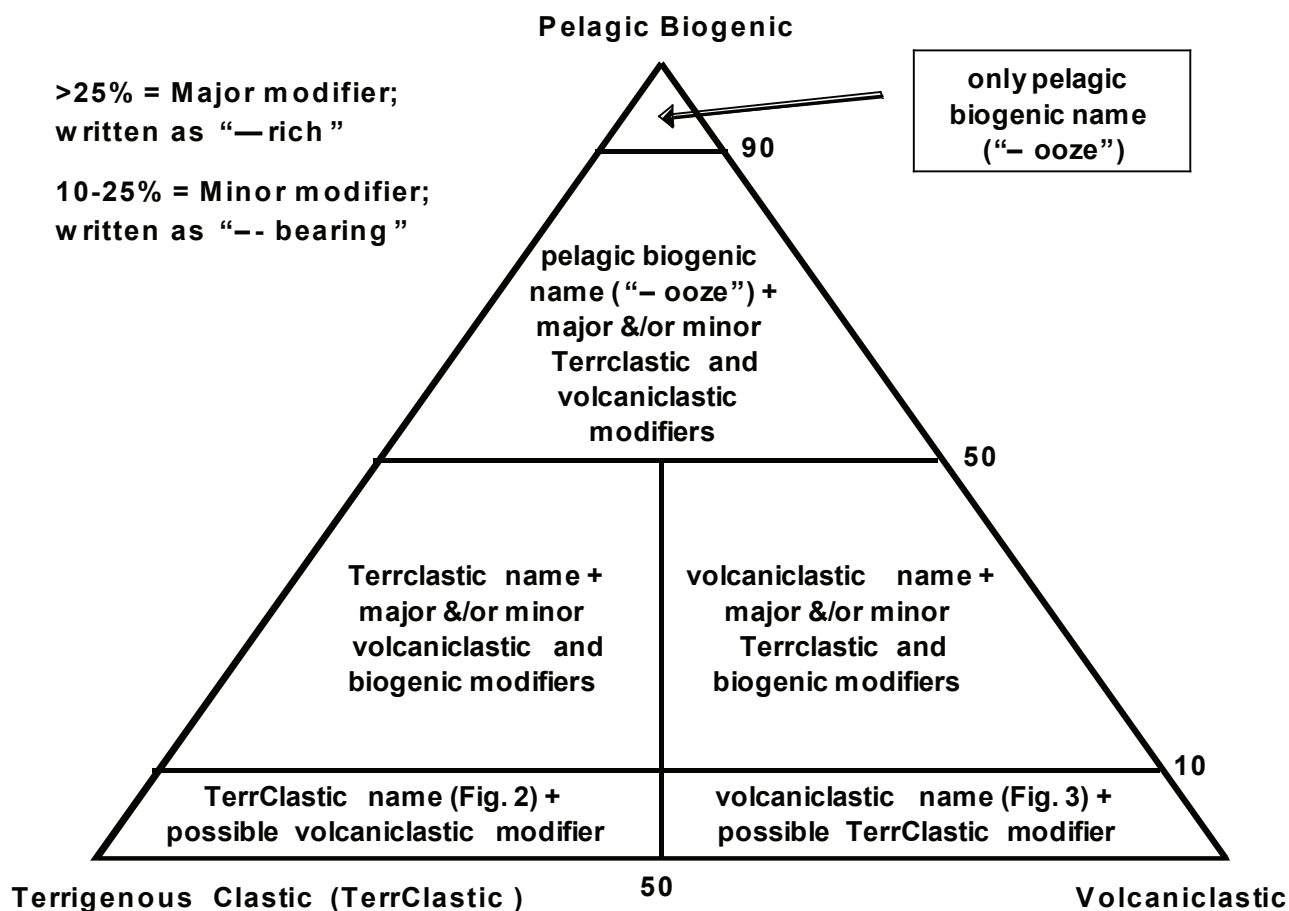 Pelagic Biogenic
>25% = Major modifier;
written as “—rich”
10-25% = Minor modifier;
written as “–- bearing”
only pelagic
biogenic name
(“– ooze”)
90
pelagic biogenic
name (“– ooze”) +
major &/or minor
Terrclastic and
volcaniclastic
modifiers
50
Terrclastic name +
major &/or minor
volcaniclastic and
biogenic modifiers
volcaniclastic name +
major &/or minor
Terrclastic and
biogenic modifiers
10
TerrClastic name (Fig. 2) +
possible volcaniclastic modifier
volcaniclastic name (Fig. 3) +
possible TerrClastic modifier
Terrigenous Clastic (TerrClastic )
50
Volcaniclastic